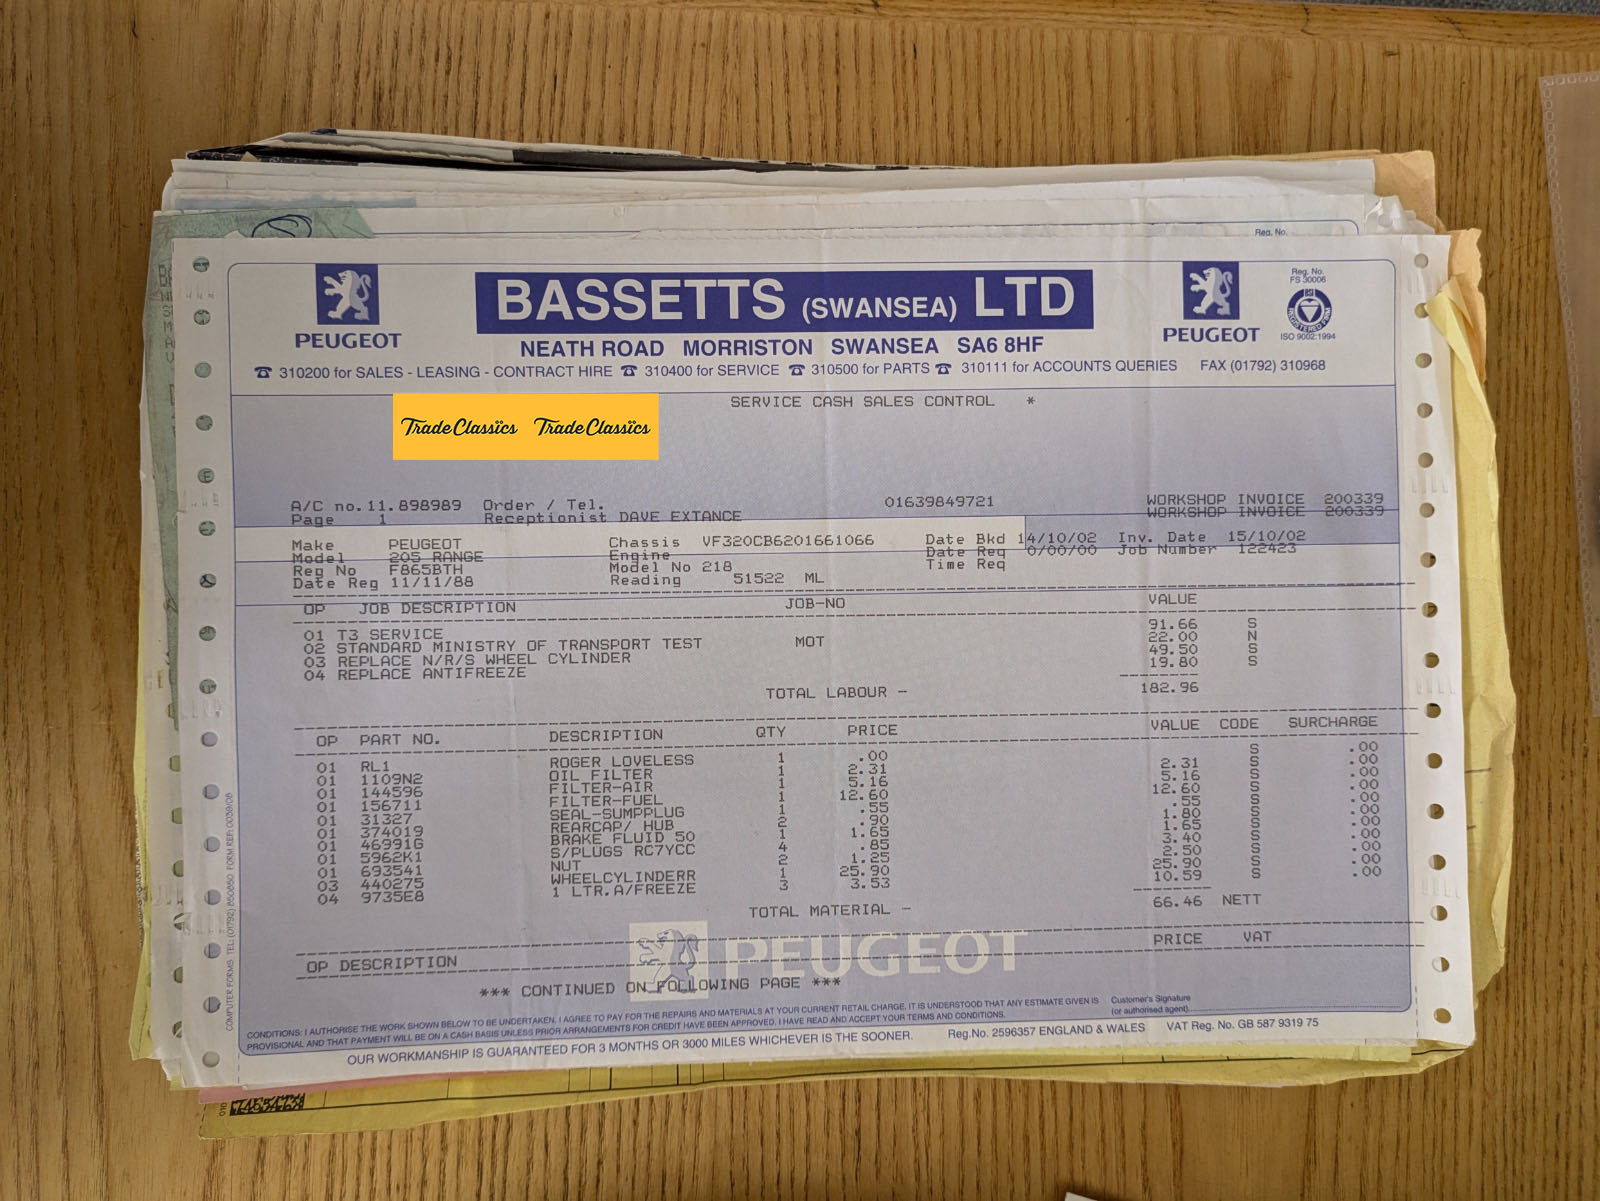 Reg. No.
BASSETTS (SWANSEA) LTD
PEUGEOT
PEUGEOT
Reg. No.
FS 30006
REGISTERED FIRM
ISO 9002:1994
NEATH ROAD MORRISTON SWANSEA SA6 8HF
☎ 310200 for SALES - LEASING - CONTRACT HIRE ☎ 310400 for SERVICE ☎ 310500 for PARTS ☎ 310111 for ACCOUNTS QUERIES FAX (01792) 310968
SERVICE CASH SALES CONTROL *
Trade Classics Trade Classics
A/C no. 11.898989 Order / Tel. 01639849721 WORKSHOP INVOICE 200339
Page 1 Receptionist DAVE EXTANCE WORKSHOP INVOICE 200339
Make PEUGEOT Chassis VF320CB6201661066 Date Bkd 14/10/02 Inv. Date 15/10/02
Model 205 RANGE Engine Date Req 0/00/00 Job Number 122423
Reg No F865BTH Model No 218 Time Req
Date Reg 11/11/88 Reading 51522 ML
OP JOB DESCRIPTION JOB-NO VALUE
01 T3 SERVICE 91.66 S
02 STANDARD MINISTRY OF TRANSPORT TEST MOT 22.00 N
03 REPLACE N/R/S WHEEL CYLINDER 49.50 S
04 REPLACE ANTIFREEZE 19.80 S
TOTAL LABOUR - 182.96
OP PART NO. DESCRIPTION QTY PRICE VALUE CODE SURCHARGE
01 RL1 ROGER LOVELESS 1 .00 S .00
01 1109N2 OIL FILTER 1 2.31 2.31 S .00
01 144596 FILTER-AIR 1 5.16 5.16 S .00
01 156711 FILTER-FUEL 1 12.60 12.60 S .00
01 31327 SEAL-SUMPPLUG 1 .55 .55 S .00
01 374019 REARCAP/ HUB 2 .90 1.80 S .00
01 469916 BRAKE FLUID 50 1 1.65 1.65 S .00
01 5962K1 S/PLUGS RC7YCC 4 .85 3.40 S .00
01 693541 NUT 2 1.25 2.50 S .00
03 440275 WHEELCYLINDERR 1 25.90 25.90 S .00
04 9735E8 1 LTR.A/FREEZE 3 3.53 10.59 S .00
TOTAL MATERIAL - 66.46 NETT
PEUGEOT
OP DESCRIPTION PRICE VAT
*** CONTINUED ON FOLLOWING PAGE ***
CONDITIONS: I AUTHORISE THE WORK SHOWN BELOW TO BE UNDERTAKEN. I AGREE TO PAY FOR THE REPAIRS AND MATERIALS AT YOUR CURRENT RETAIL CHARGE. IT IS UNDERSTOOD THAT ANY ESTIMATE GIVEN IS
PROVISIONAL AND THAT PAYMENT WILL BE ON A CASH BASIS UNLESS PRIOR ARRANGEMENTS FOR CREDIT HAVE BEEN APPROVED. I HAVE READ AND ACCEPT YOUR TERMS AND CONDITIONS.
Customer's Signature
(or authorised agent)
OUR WORKMANSHIP IS GUARANTEED FOR 3 MONTHS OR 3000 MILES WHICHEVER IS THE SOONER. Reg.No. 2596357 ENGLAND & WALES VAT Reg. No. GB 587 9319 75